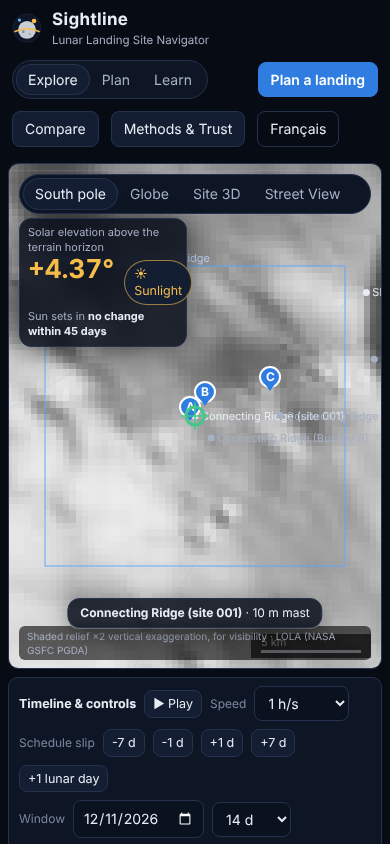 Sightline
Lunar Landing Site Navigator
Explore Plan Learn
Plan a landing
Compare Methods & Trust Français
South pole Globe Site 3D Street View
Solar elevation above the
terrain horizon
+4.37°
☀
Sunlight
Sun sets in no change
within 45 days
idge
C
B
A
Connecting Ridge (site 001)
Connecting Ridge
Connecting Ridge (site 001) · 10 m mast
Shaded relief ×2 vertical exaggeration, for visibility · LOLA (NASA
GSFC PGDA)
5 km
Timeline & controls ▶ Play Speed 1 h/s
Schedule slip -7 d -1 d +1 d +7 d
+1 lunar day
Window 12/11/2026 14 d